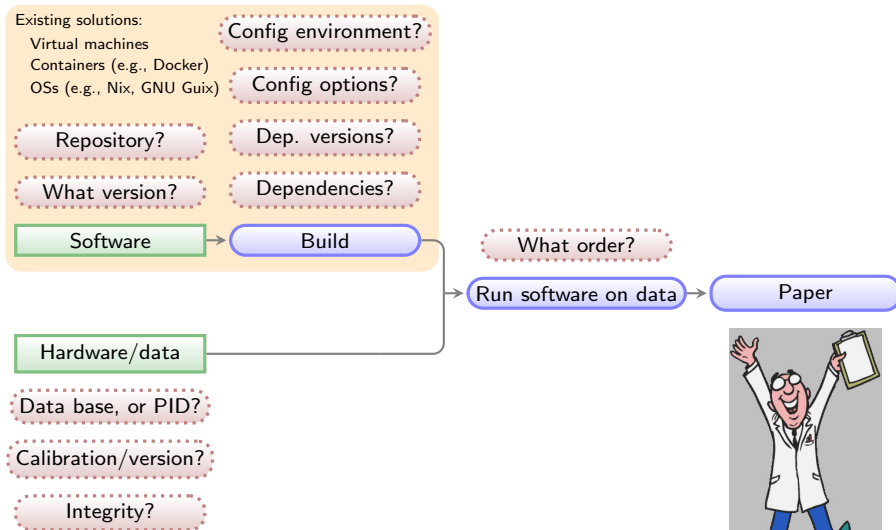 Existing solutions:
Virtual machines
Containers (e.g., Docker)
OSs (e.g., Nix, GNU Guix)
Config environment?
Config options?
Repository?
Dep. versions?
What version?
Dependencies?
Software
Build
What order?
Run software on data
Paper
Hardware/data
Data base, or PID?
Calibration/version?
Integrity?